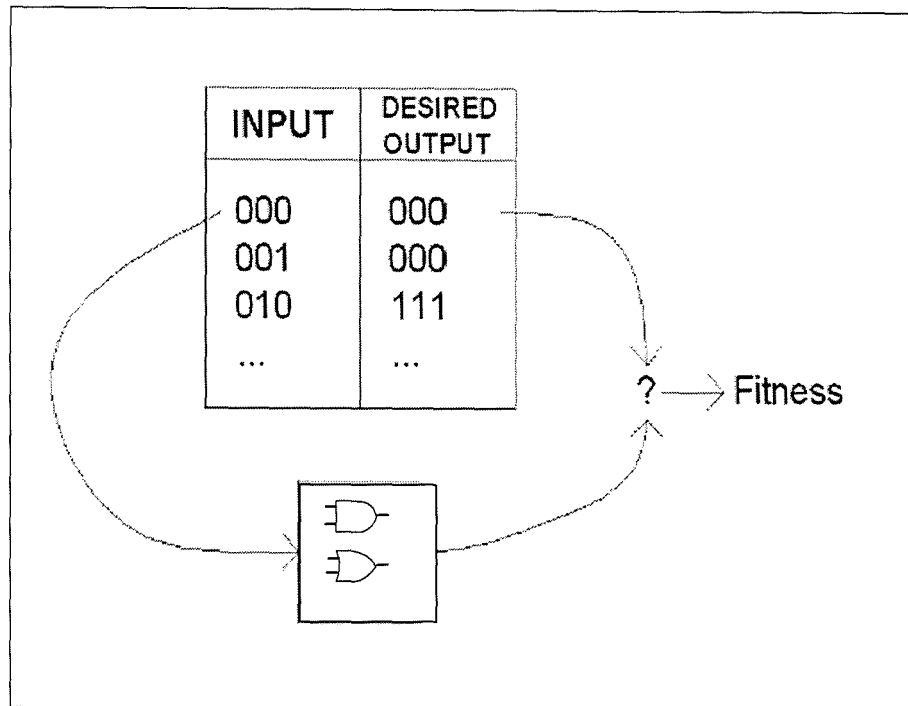 INPUT
DESIRED
OUTPUT
000 000
001 000
010 111
... ...
? Fitness